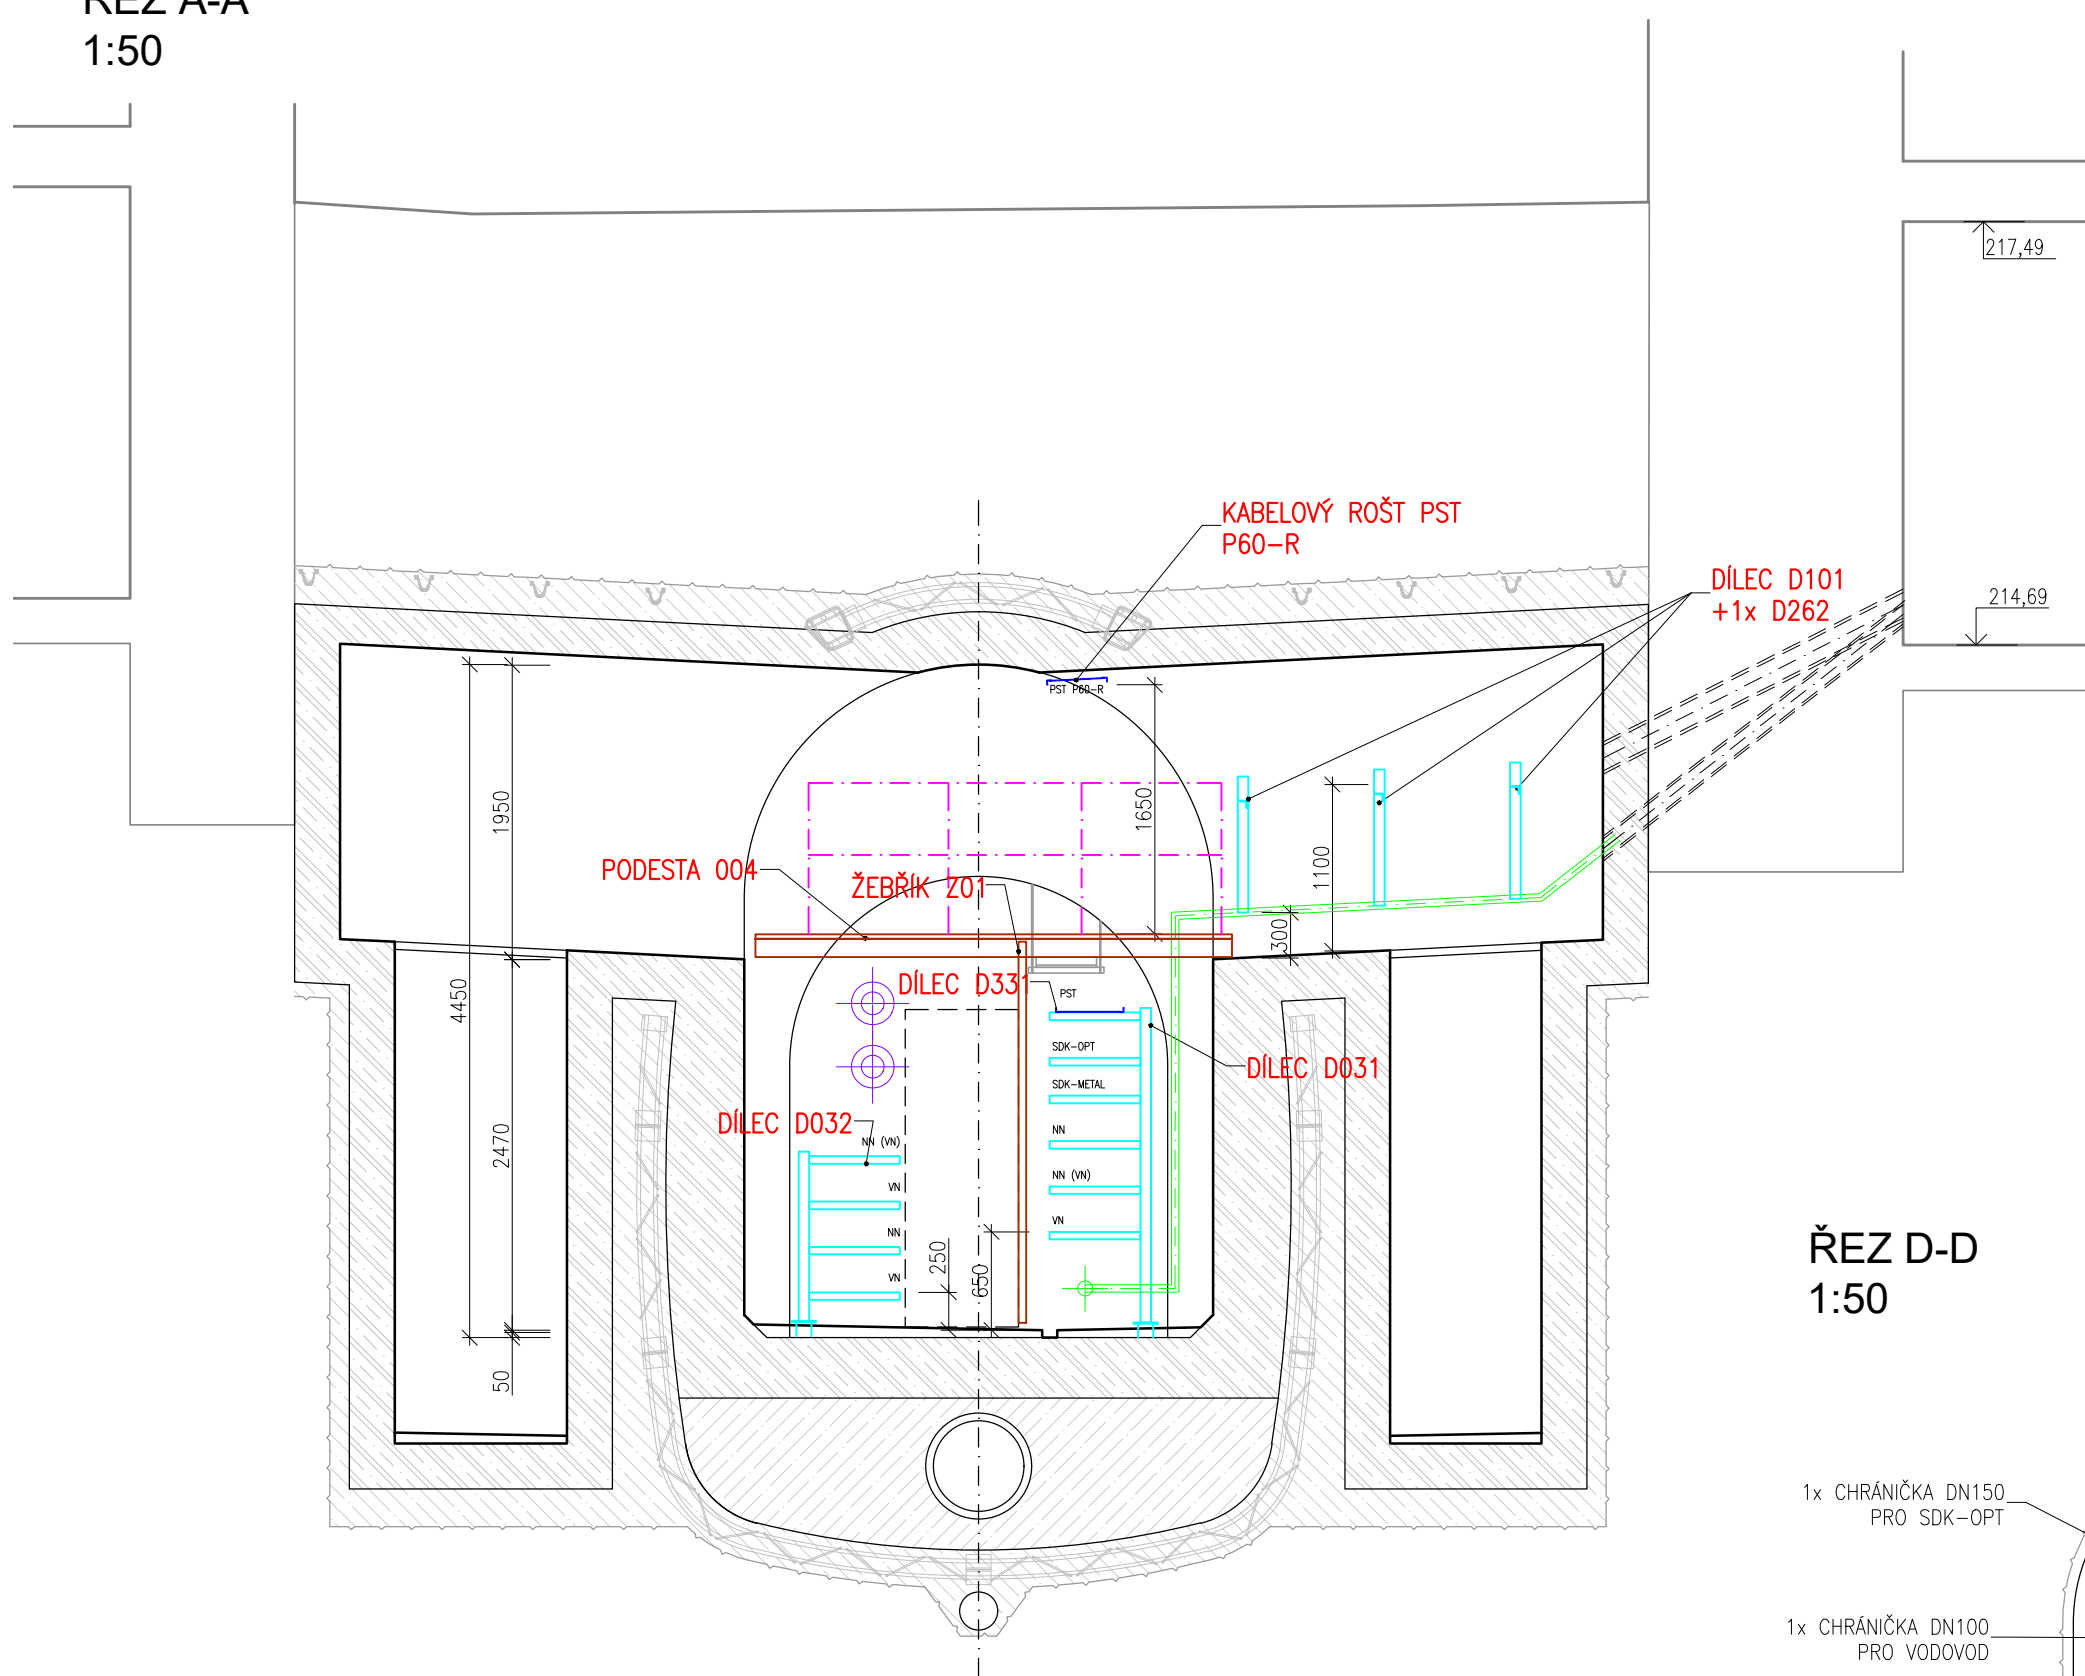 ŘEZ A-A
1:50
217,49
KABELOVÝ ROŠT PST
P60-R
DÍLEC D101
+1x D262
214,69
PST P60-R
1950
1650
1100
PODESTA 004
ŽEBŘÍK Z01
300
4450
DÍLEC D331
PST
SDK-OPT
DÍLEC D031
SDK-METAL
DÍLEC D032
NN (VN)
NN
2470
VN
NN (VN)
NN
VN
250
650
VN
50
ŘEZ D-D
1:50
1x CHRÁNIČKA DN150
PRO SDK-OPT
1x CHRÁNIČKA DN100
PRO VODOVOD